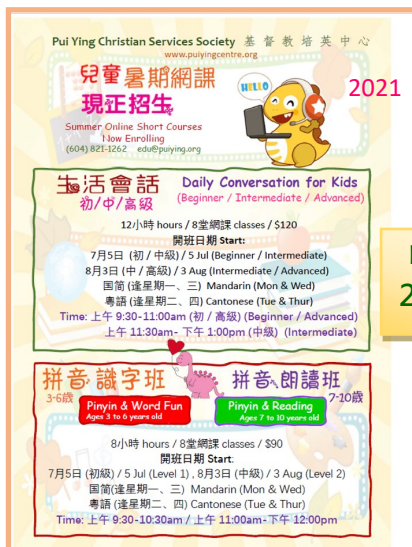 Pui Ying Christian Services Society 基督教培英中心
www.puiyingcentre.org
兒童暑期網課
現正招生
HELLO
2021
Summer Online Short Courses
Now Enrolling
(604) 821-1262 edu@puiying.org
生活會話 Daily Conversation for Kids
初/中/高級 (Beginner / Intermediate / Advanced)
12小時 hours / 8堂網課 classes / $120
開班日期 Start:
7月5日 (初 / 中級) / 5 Jul (Beginner / Intermediate)
8月3日 (中 / 高級) / 3 Aug (Intermediate / Advanced)
国简 (逢星期一、三) Mandarin (Mon & Wed)
粵語 (逢星期二、四) Cantonese (Tue & Thur)
Time: 上午 9:30-11:00am (初 / 高級) (Beginner / Advanced)
上午 11:30am- 下午 1:00pm (中級) (Intermediate)
拼音 識字班 拼音 朗讀班
3-6歲 7-10歲
Pinyin & Word Fun Pinyin & Reading
Ages 3 to 6 years old Ages 7 to 10 years old
8小時 hours / 8堂網課 classes / $90
開班日期 Start:
7月5日 (初級) / 5 Jul (Level 1) , 8月3日 (中級) / 3 Aug (Level 2)
国简(逢星期一、三) Mandarin (Mon & Wed)
粵語 (逢星期二、四) Cantonese (Tue & Thur)
Time: 上午 9:30-10:30am / 上午 11:00am-下午 12:00pm